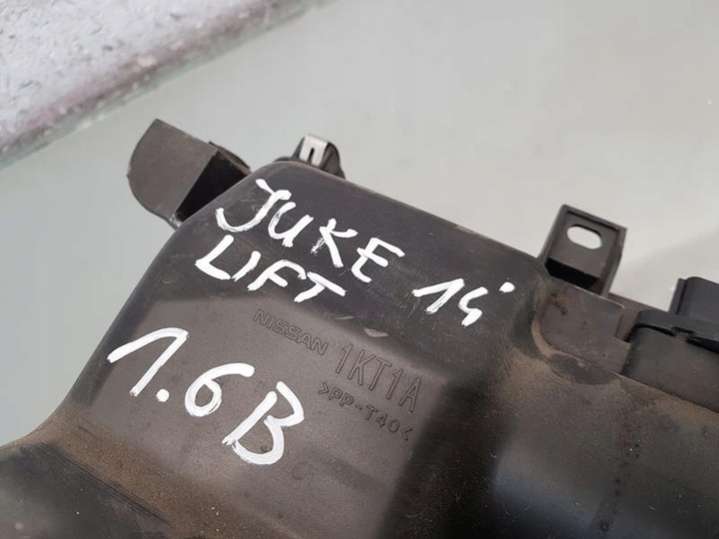 JUKE 14'
LIFT
1.6B
NISSAN 1KT1A
>PP-T40<